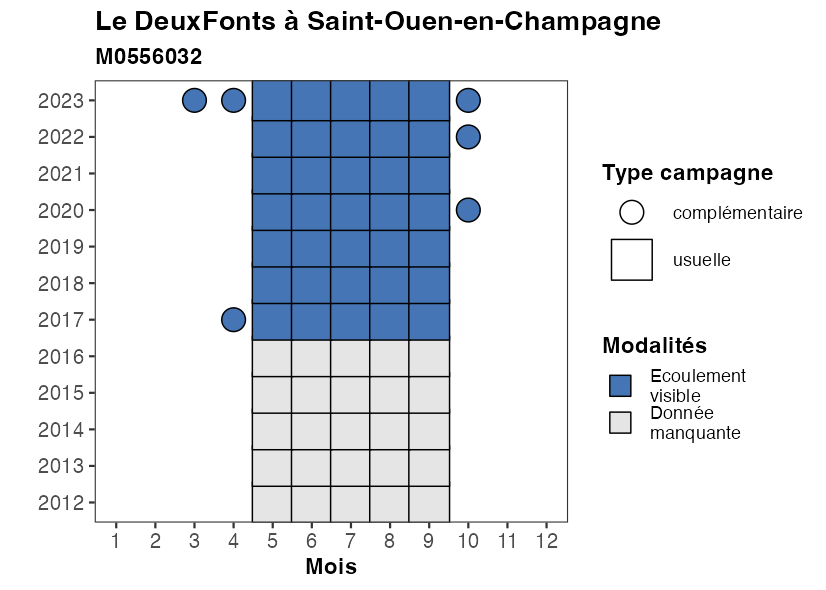 Le DeuxFonts à Saint-Ouen-en-Champagne
M0556032
2023
2022
2021
2020
2019
2018
2017
2016
2015
2014
2013
2012
1 2 3 4 5 6 7 8 9 10 11 12
Mois
Type campagne
complémentaire
usuelle
Modalités
Ecoulement
visible
Donnée
manquante